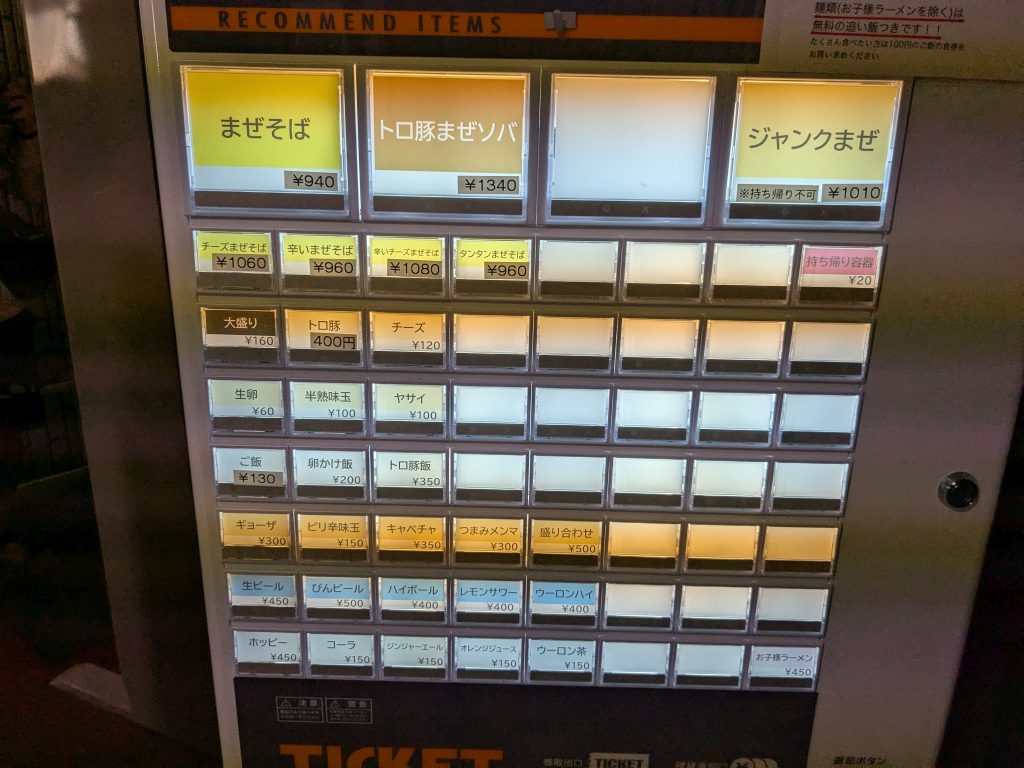 RECOMMEND ITEMS
麺類(お子様ラーメンを除く)は
無料の追い飯つきです！！
たくさん食べたい方は100円のご飯の食券を
お買い求めください
まぜそば
¥940
トロ豚まぜソバ
¥1340
ジャンクまぜ
※持ち帰り不可 ¥1010
チーズまぜそば
¥1060
辛いまぜそば
¥960
辛いチーズまぜそば
¥1080
タンタンまぜそば
¥960
持ち帰り容器
¥20
大盛り
¥160
トロ豚
400円
チーズ
¥120
生卵
¥60
半熟味玉
¥100
ヤサイ
¥100
ご飯
¥130
卵かけ飯
¥200
トロ豚飯
¥350
ギョーザ
¥300
ピリ辛味玉
¥150
キャベチャ
¥350
つまみメンマ
¥300
盛り合わせ
¥500
生ビール
¥450
びんビール
¥500
ハイボール
¥400
レモンサワー
¥400
ウーロンハイ
¥400
ホッピー
¥450
コーラ
¥150
ジンジャーエール
¥150
オレンジジュース
¥150
ウーロン茶
¥150
お子様ラーメン
¥450
TICKET
TICKET